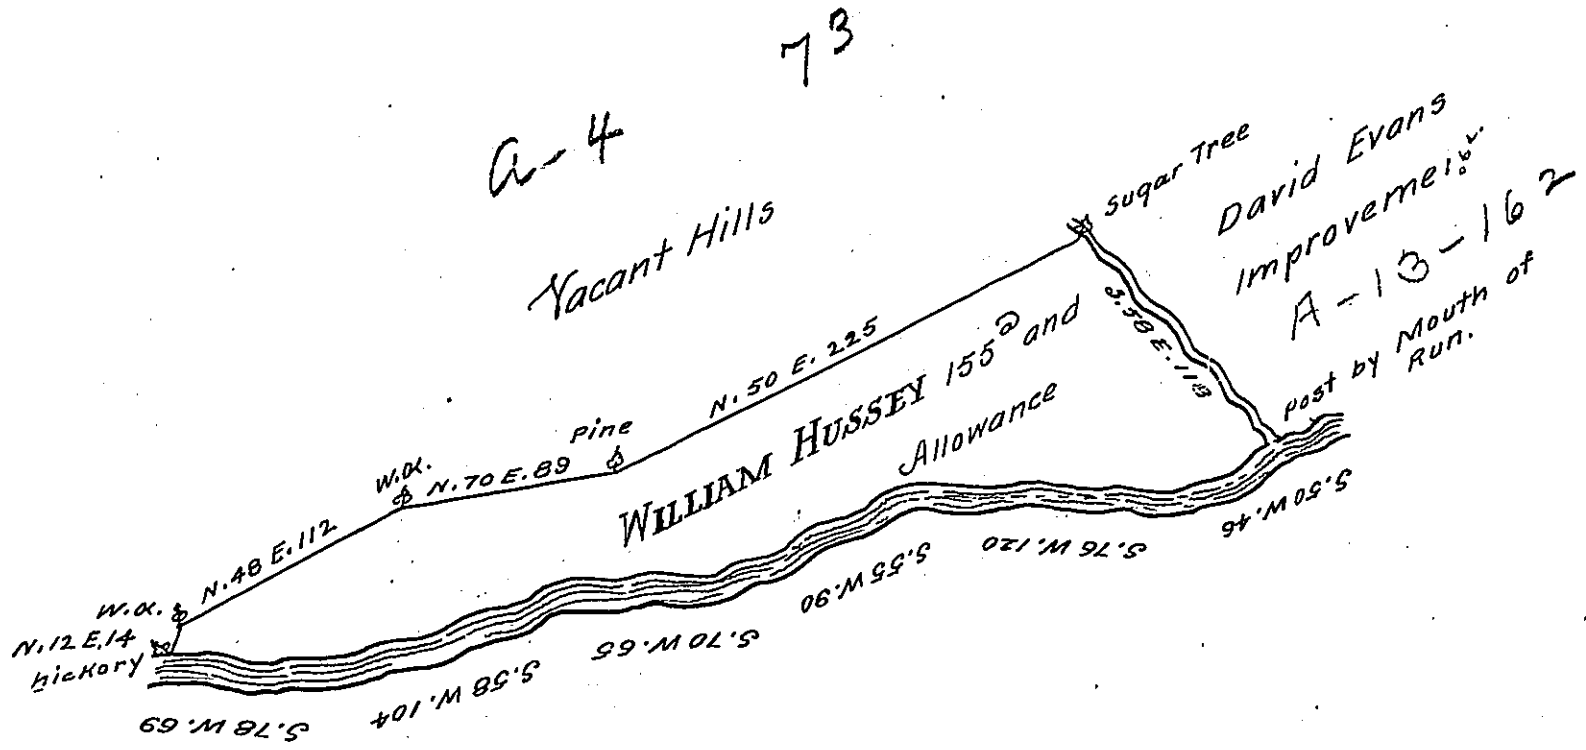 73
a-4
Vacant Hills
Sugar Tree
David Evans
Improvement
A-13-162
Post by Mouth of
Run.
S.58 E.118
N.50 E.225
WILLIAM HUSSEY 155a and
Allowance
Pine
N.70 E.89
W.O.
N.48 E.112
W.O.
N.12 E.14
hickory
S.50 W.46
S.76 W.120
S.55 W.90
S.70 W.65
S.58 W.104
S.78 W.69